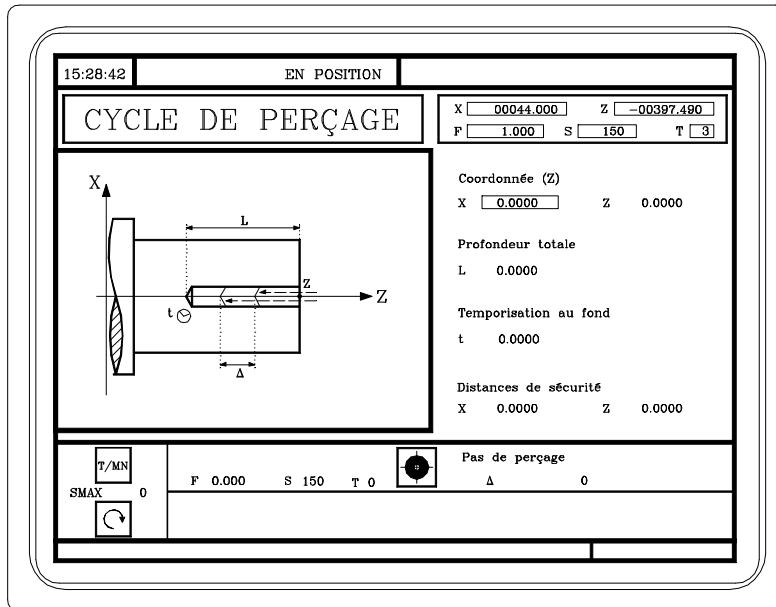 15:28:42 EN POSITION
CYCLE DE PERÇAGE
X 00044.000 Z -00397.490
F 1.000 S 150 T 3
X
L
Z
Z
t
Δ
Coordonnée (Z)
X 0.0000 Z 0.0000
Profondeur totale
L 0.0000
Temporisation au fond
t 0.0000
Distances de sécurité
X 0.0000 Z 0.0000
T/MN
SMAX 0
F 0.000 S 150 T 0
Pas de perçage
Δ 0